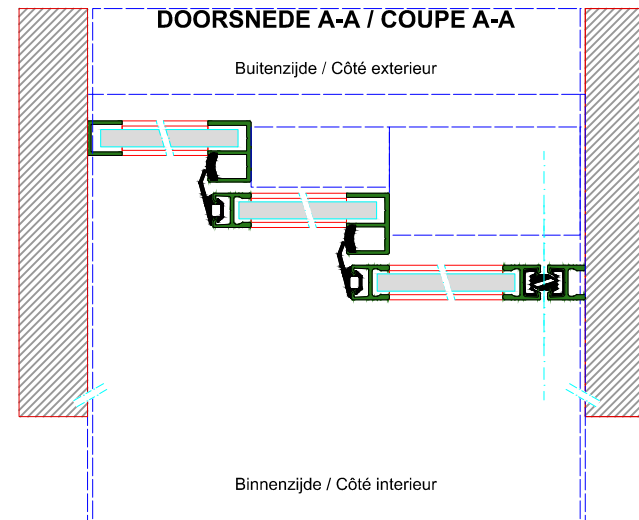 DOORSNEDE A-A / COUPE A-A
Buitenzijde / Côté exterieur
Binnenzijde / Côté interieur